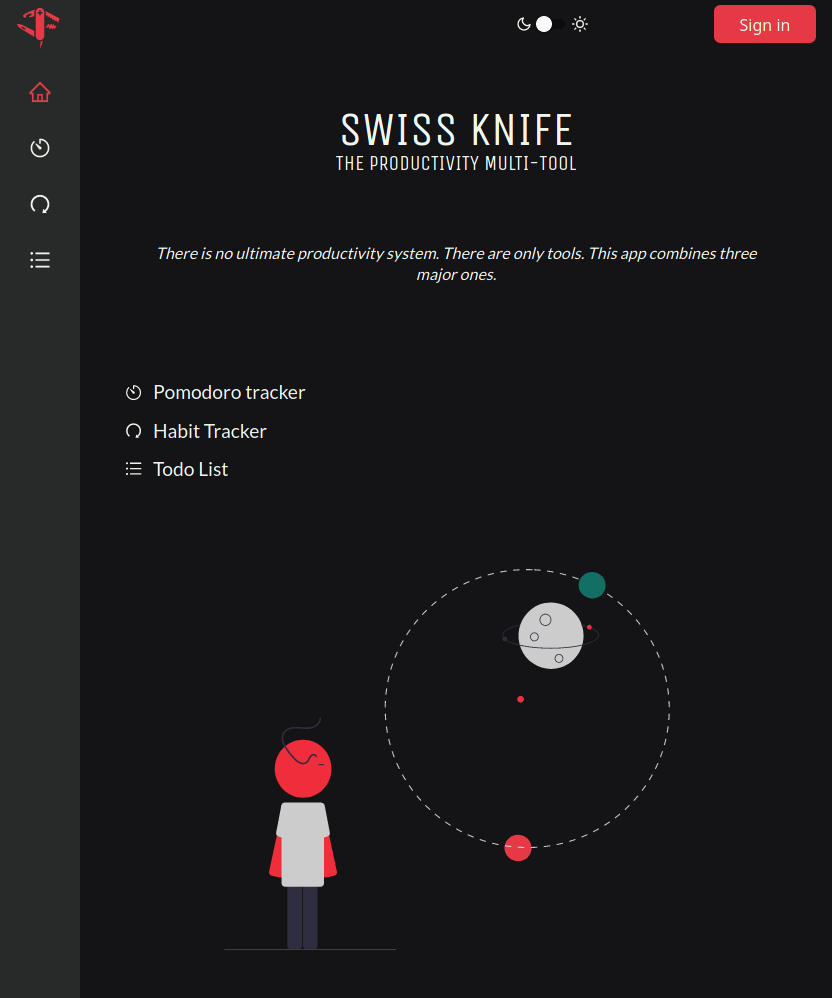 Sign in
SWISS KNIFE
THE PRODUCTIVITY MULTI-TOOL
There is no ultimate productivity system. There are only tools. This app combines three
major ones.
Pomodoro tracker
Habit Tracker
Todo List